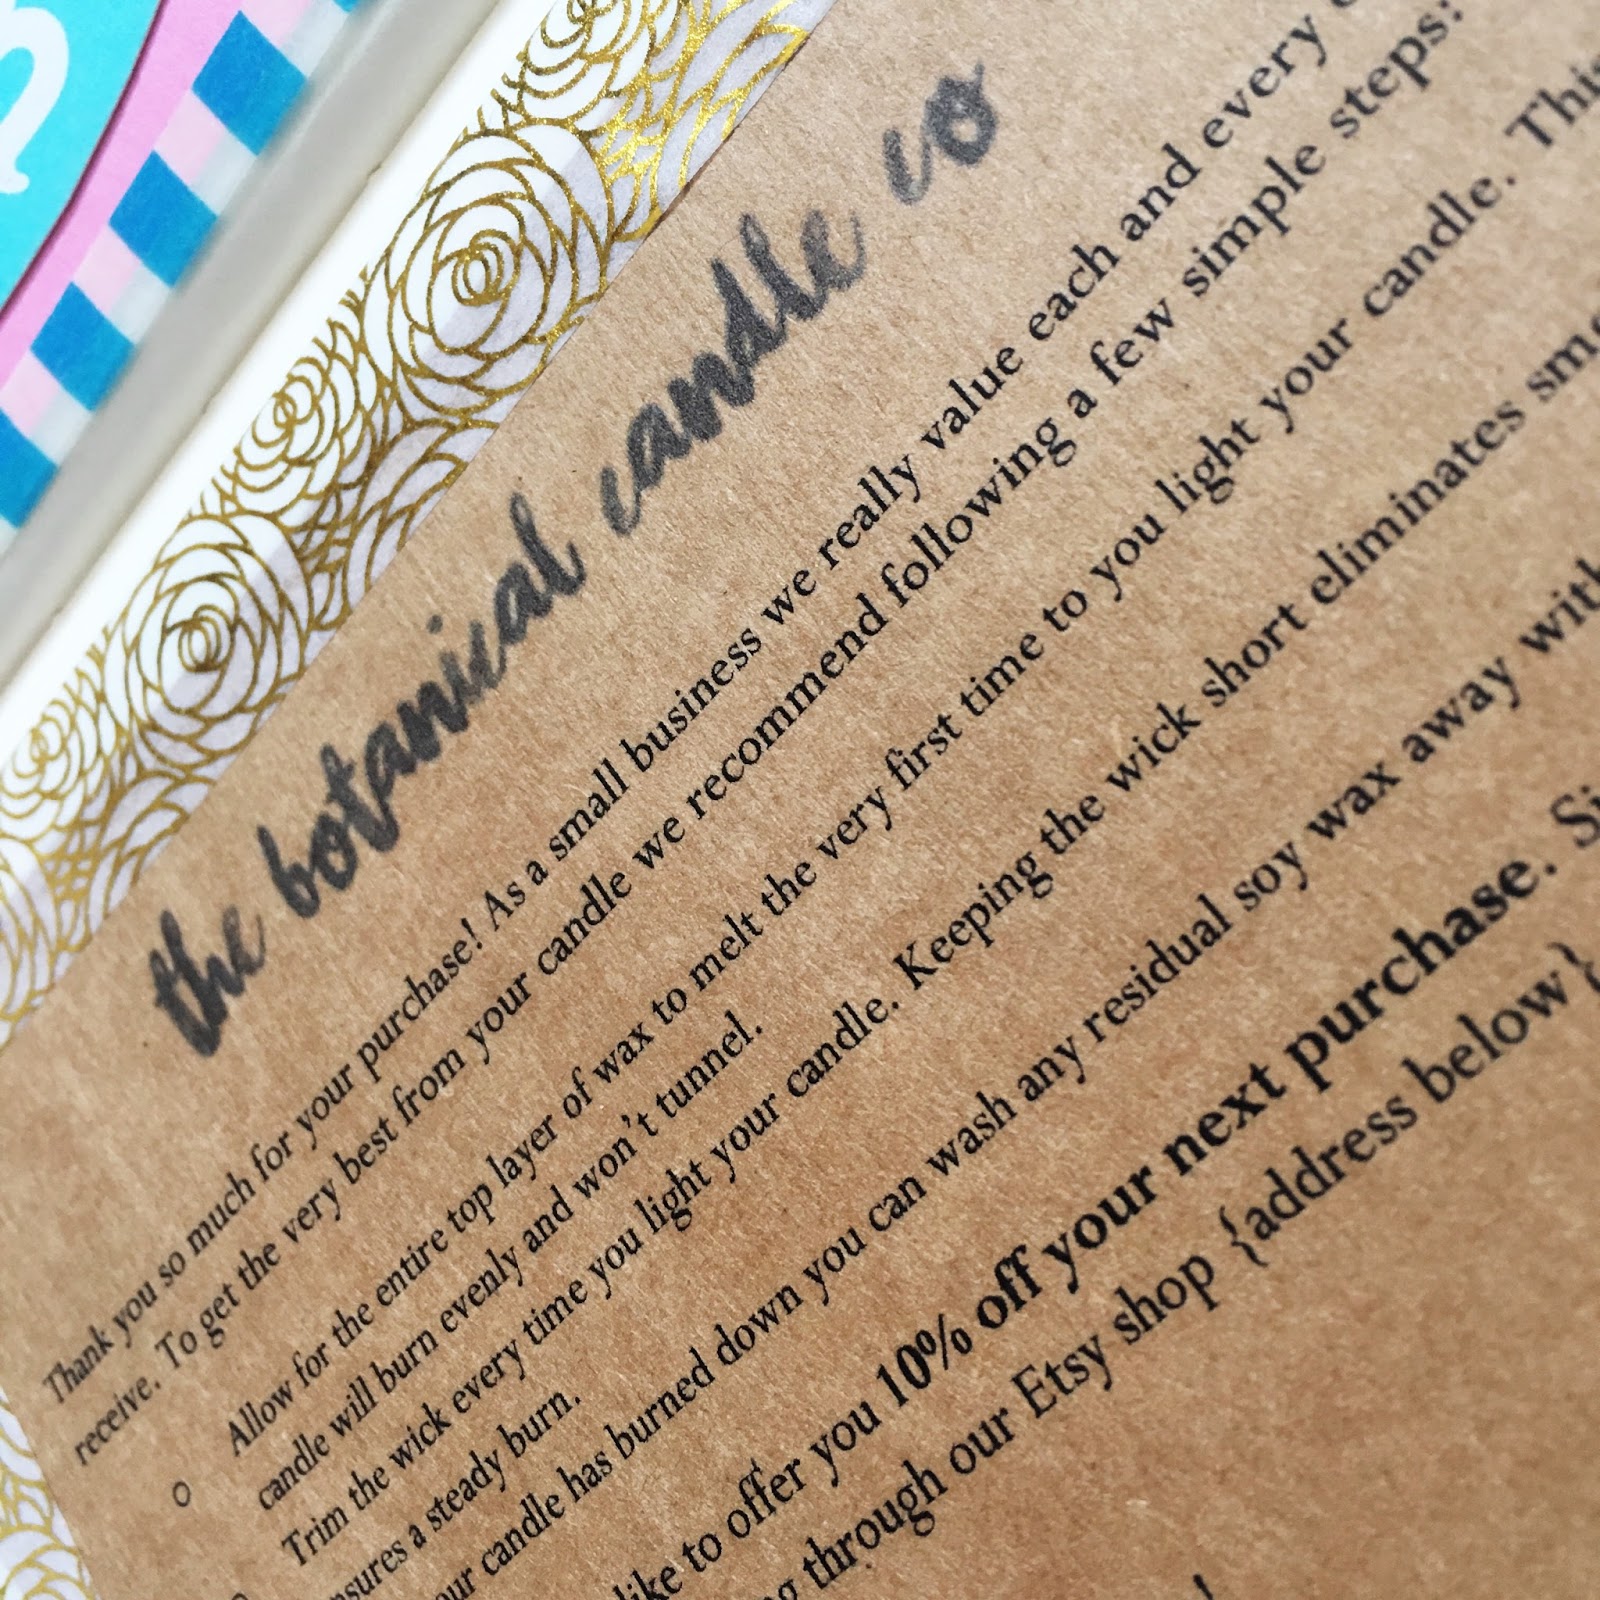 the botanical candle co
Thank you so much for your purchase! As a small business we really value each and every
receive. To get the very best from your candle we recommend following a few simple steps:
Allow for the entire top layer of wax to melt the very first time to you light your candle. This
candle will burn evenly and won't tunnel.
Trim the wick every time you light your candle. Keeping the wick short eliminates
a steady burn.
candle has burned down you can wash any residual soy wax away with
like to offer you 10% off your next purchase.
through our Etsy shop {address below}